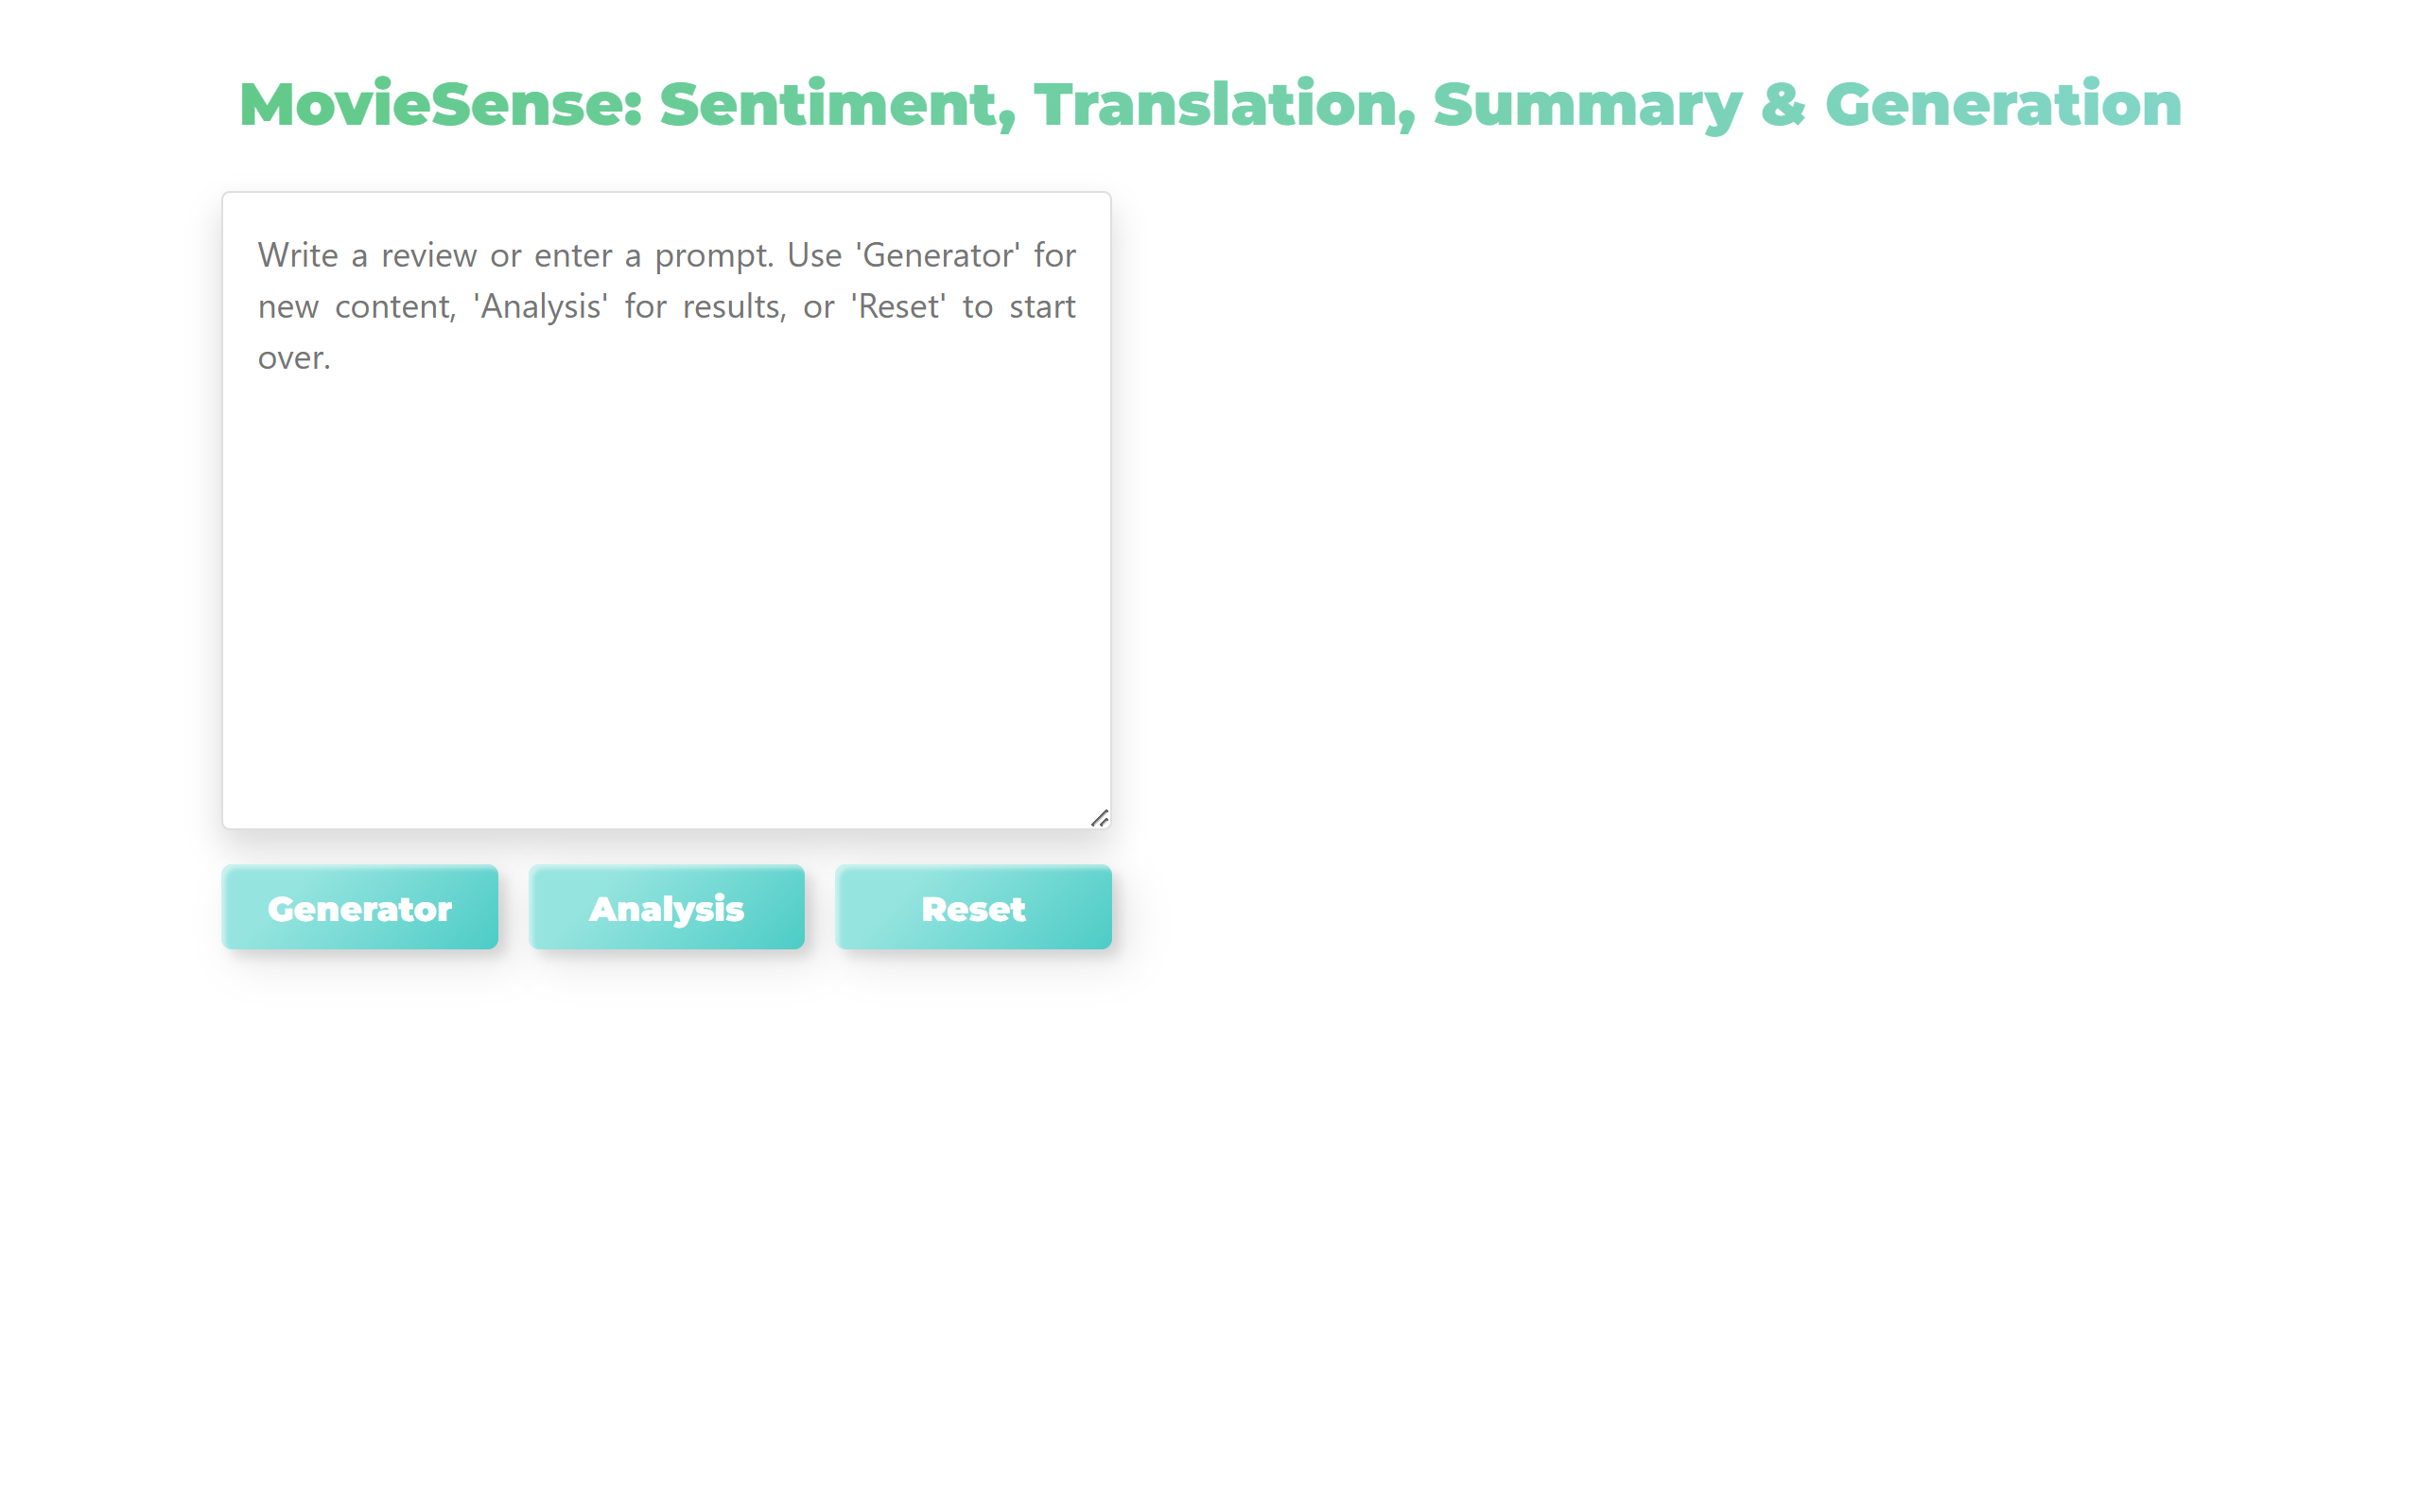 MovieSense: Sentiment, Translation, Summary & Generation
Write a review or enter a prompt. Use 'Generator' for
new content, 'Analysis' for results, or 'Reset' to start
over.
Generator
Analysis
Reset